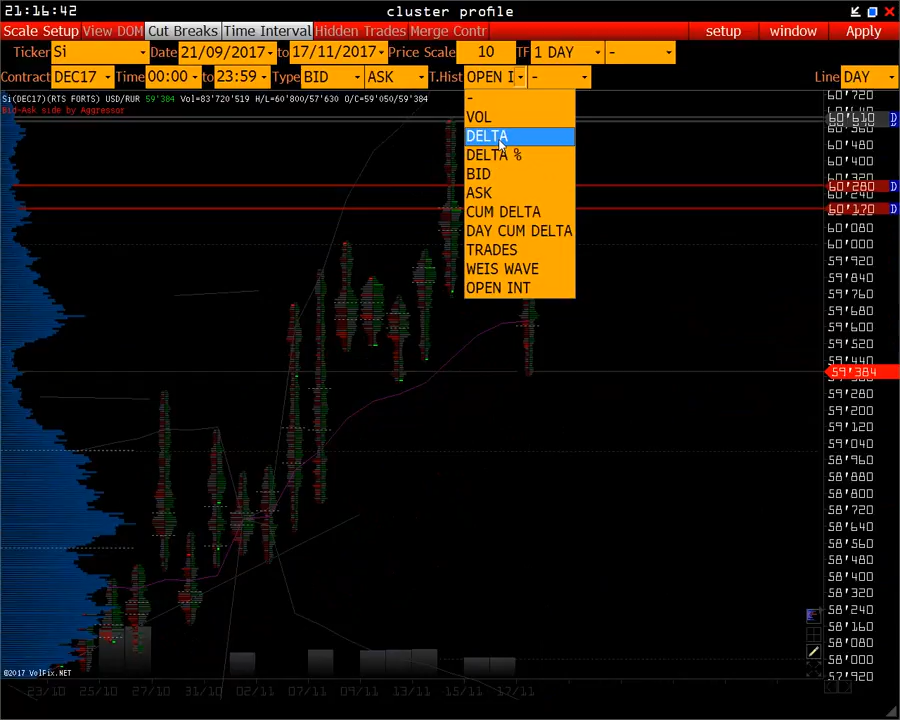 21:16:42 cluster profile
Scale Setup View DOM Cut Breaks Time Interval Hidden Trades Merge Contr setup window Apply
Ticker Si Date 21/09/2017 to 17/11/2017 Price Scale 10 TF 1 DAY -
Contract DEC17 Time 00:00 to 23:59 Type BID ASK T.Hist OPEN I - Line DAY
Si(DEC17)(RTS FORTS) USD/RUR 59'384 Vol=83'720'519 H/L=60'800/57'630 O/C=59'050/59'384
Bid-Ask side by Aggressor
-
VOL
DELTA
DELTA %
BID
ASK
CUM DELTA
DAY CUM DELTA
TRADES
WEIS WAVE
OPEN INT
60'720
60'610 D
60'480
60'400
60'280 D
60'240
60'170 D
60'080
60'000
59'920
59'840
59'760
59'680
59'600
59'520
59'440
59'384
59'280
59'200
59'120
59'040
58'960
58'880
58'800
58'720
58'640
58'560
58'480
58'400
58'320
58'240
58'160
58'080
58'000
57'920
©2017 VolFix.NET
23/10 25/10 27/10 31/10 02/11 07/11 09/11 13/11 15/11 17/11